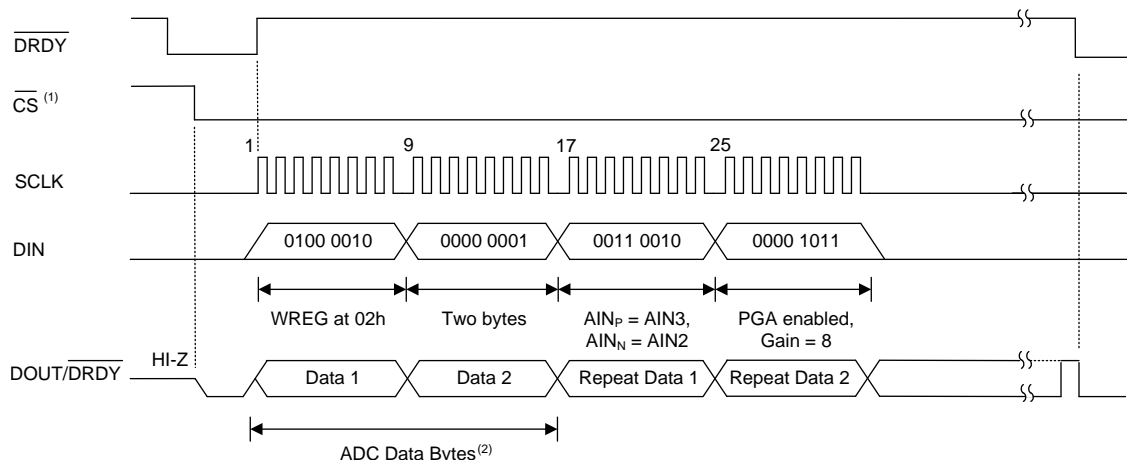 DRDY
CS (1)
1 9 17 25
SCLK
DIN 0100 0010 0000 0001 0011 0010 0000 1011
WREG at 02h Two bytes AINP = AIN3, AINN = AIN2 PGA enabled, Gain = 8
HI-Z
DOUT/DRDY Data 1 Data 2 Repeat Data 1 Repeat Data 2
ADC Data Bytes(2)